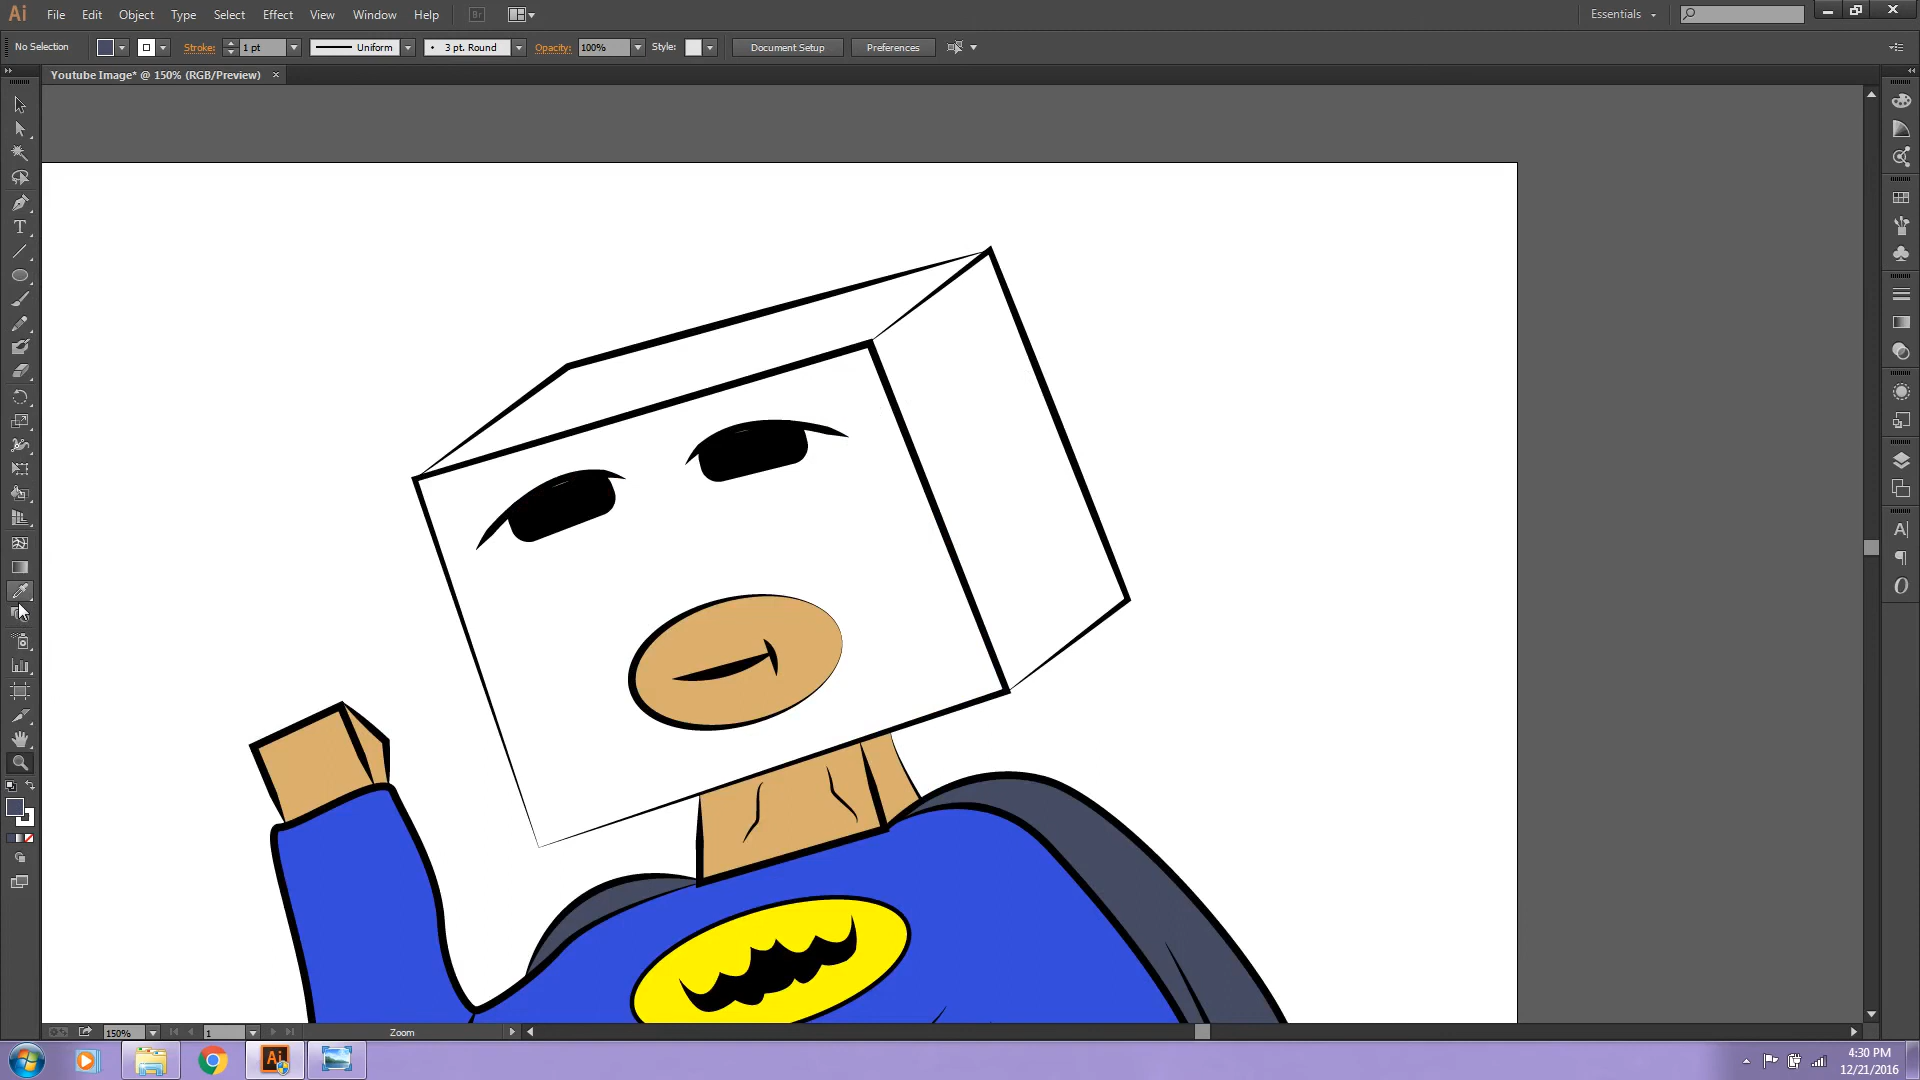 Ai File Edit Object Type Select Effect View Window Help Br Essentials
No Selection Stroke: 1 pt Uniform 3 pt. Round Opacity: 100% Style: Document Setup Preferences
Youtube Image* @ 150% (RGB/Preview)
150% 1 Zoom
Ai
4:30 PM
12/21/2016